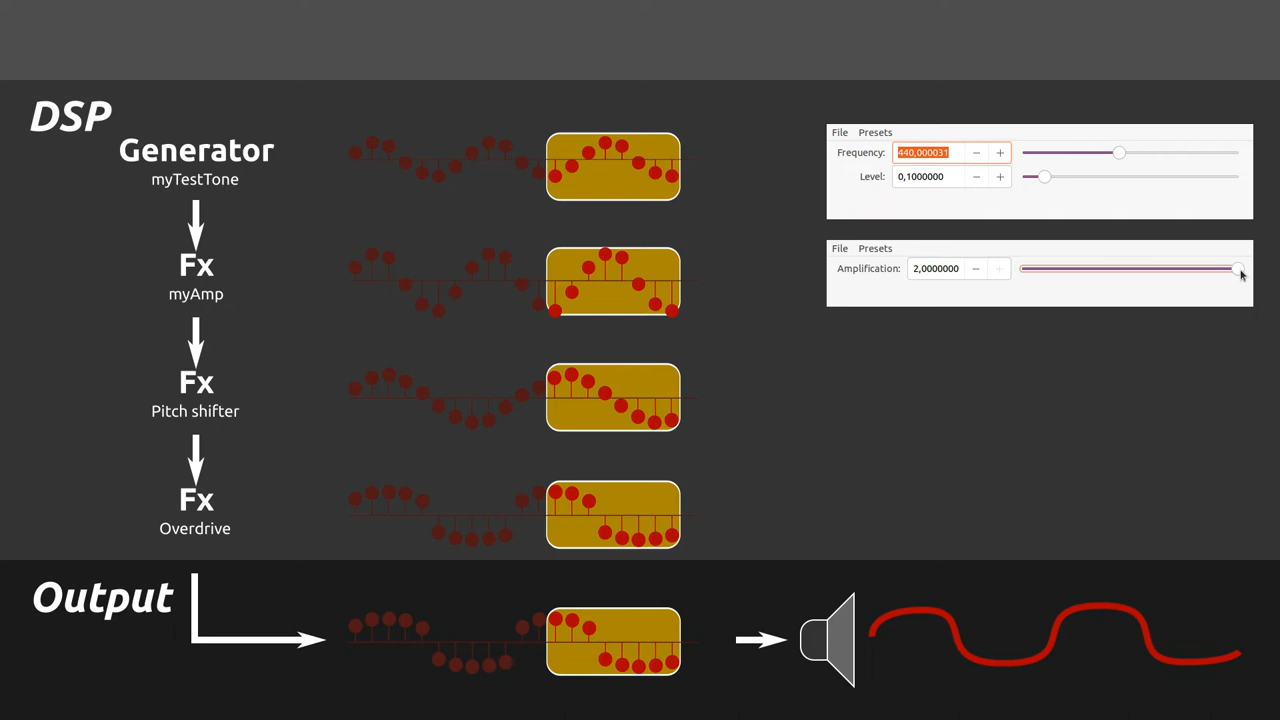 DSP
Generator
myTestTone
Fx
myAmp
Fx
Pitch shifter
Fx
Overdrive
File Presets
Frequency: 440,000031 − +
Level: 0,1000000 − +
File Presets
Amplification: 2,0000000 − +
Output